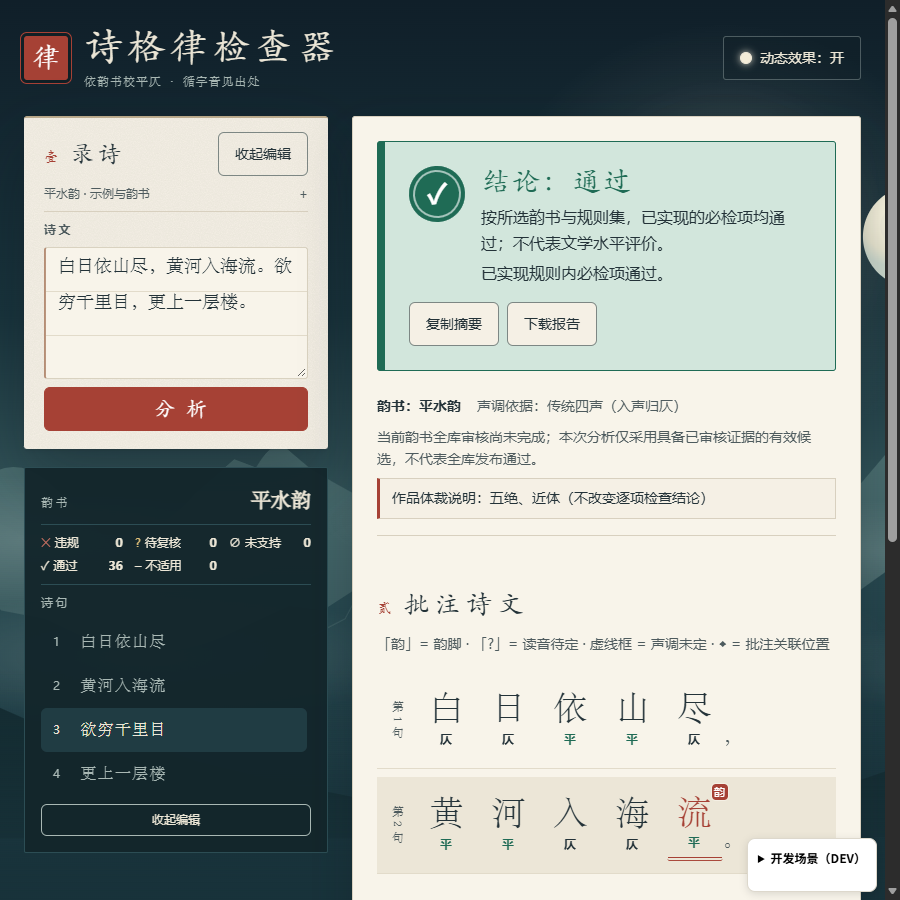 律
诗格律检查器
依韵书校平仄 · 循字音见出处
动态效果：开
壹 录诗
收起编辑
平水韵 · 示例与韵书 +
诗文
白日依山尽，黄河入海流。欲
穷千里目，更上一层楼。
分析
韵书 平水韵
✕ 违规 0 ? 待复核 0 ∅ 未支持 0
✓ 通过 36 – 不适用 0
诗句
1 白日依山尽
2 黄河入海流
3 欲穷千里目
4 更上一层楼
收起编辑
结论：通过
按所选韵书与规则集，已实现的必检项均通
过；不代表文学水平评价。
已实现规则内必检项通过。
复制摘要
下载报告
韵书：平水韵 声调依据：传统四声（入声归仄）
当前韵书全库审核尚未完成；本次分析仅采用具备已审核证据的有效候
选，不代表全库发布通过。
作品体裁说明：五绝、近体（不改变逐项检查结论）
贰 批注诗文
「韵」= 韵脚 ·「?」= 读音待定 · 虚线框 = 声调未定 · ◆ = 批注关联位置
第1句
白 日 依 山 尽
仄 仄 平 平 仄 ，
第2句
黄 河 入 海 流 韵
平 平 仄 仄 平 。
▶ 开发场景（DEV）